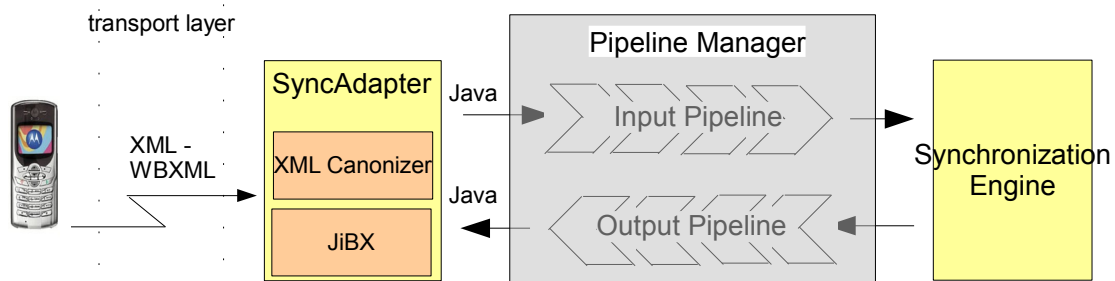 transport layer
Pipeline Manager
SyncAdapter
Java
Input Pipeline
XML -
WBXML
XML Canonizer
Synchronization
Engine
Java
Output Pipeline
JiBX